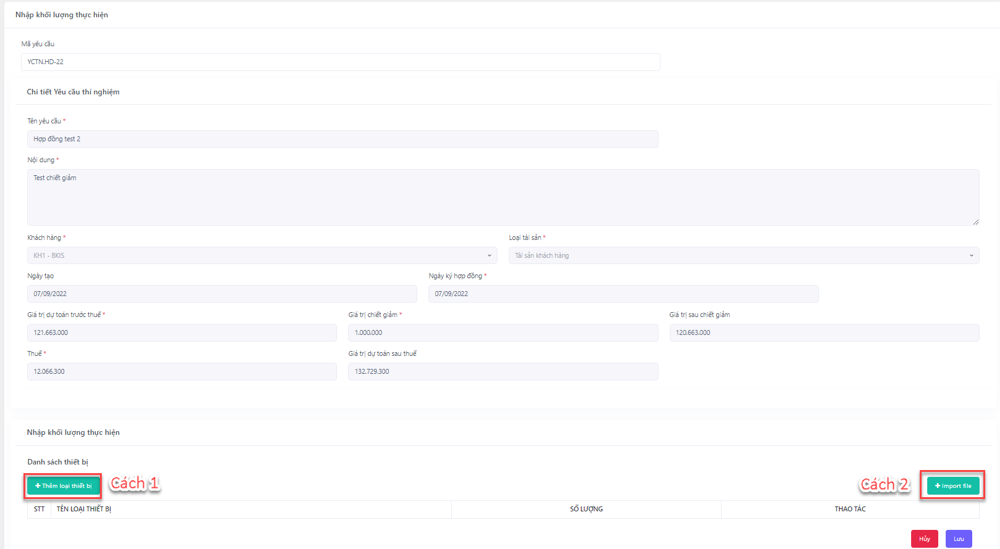 Nhập khối lượng thực hiện
Mã yêu cầu
YCTN.HD-22
Chi tiết Yêu cầu thí nghiệm
Tên yêu cầu *
Hợp đồng test 2
Nội dung *
Test chiết giảm
Khách hàng * Loại tài sản *
KH1 - BKIS Tài sản khách hàng
Ngày tạo Ngày ký hợp đồng *
07/09/2022 07/09/2022
Giá trị dự toán trước thuế * Giá trị chiết giảm * Giá trị sau chiết giảm
121.663.000 1.000.000 120.663.000
Thuế * Giá trị dự toán sau thuế
12.066.300 132.729.300
Nhập khối lượng thực hiện
Danh sách thiết bị
+ Thêm loại thiết bị Cách 1 Cách 2 + Import file
STT TÊN LOẠI THIẾT BỊ SỐ LƯỢNG THAO TÁC
Hủy Lưu